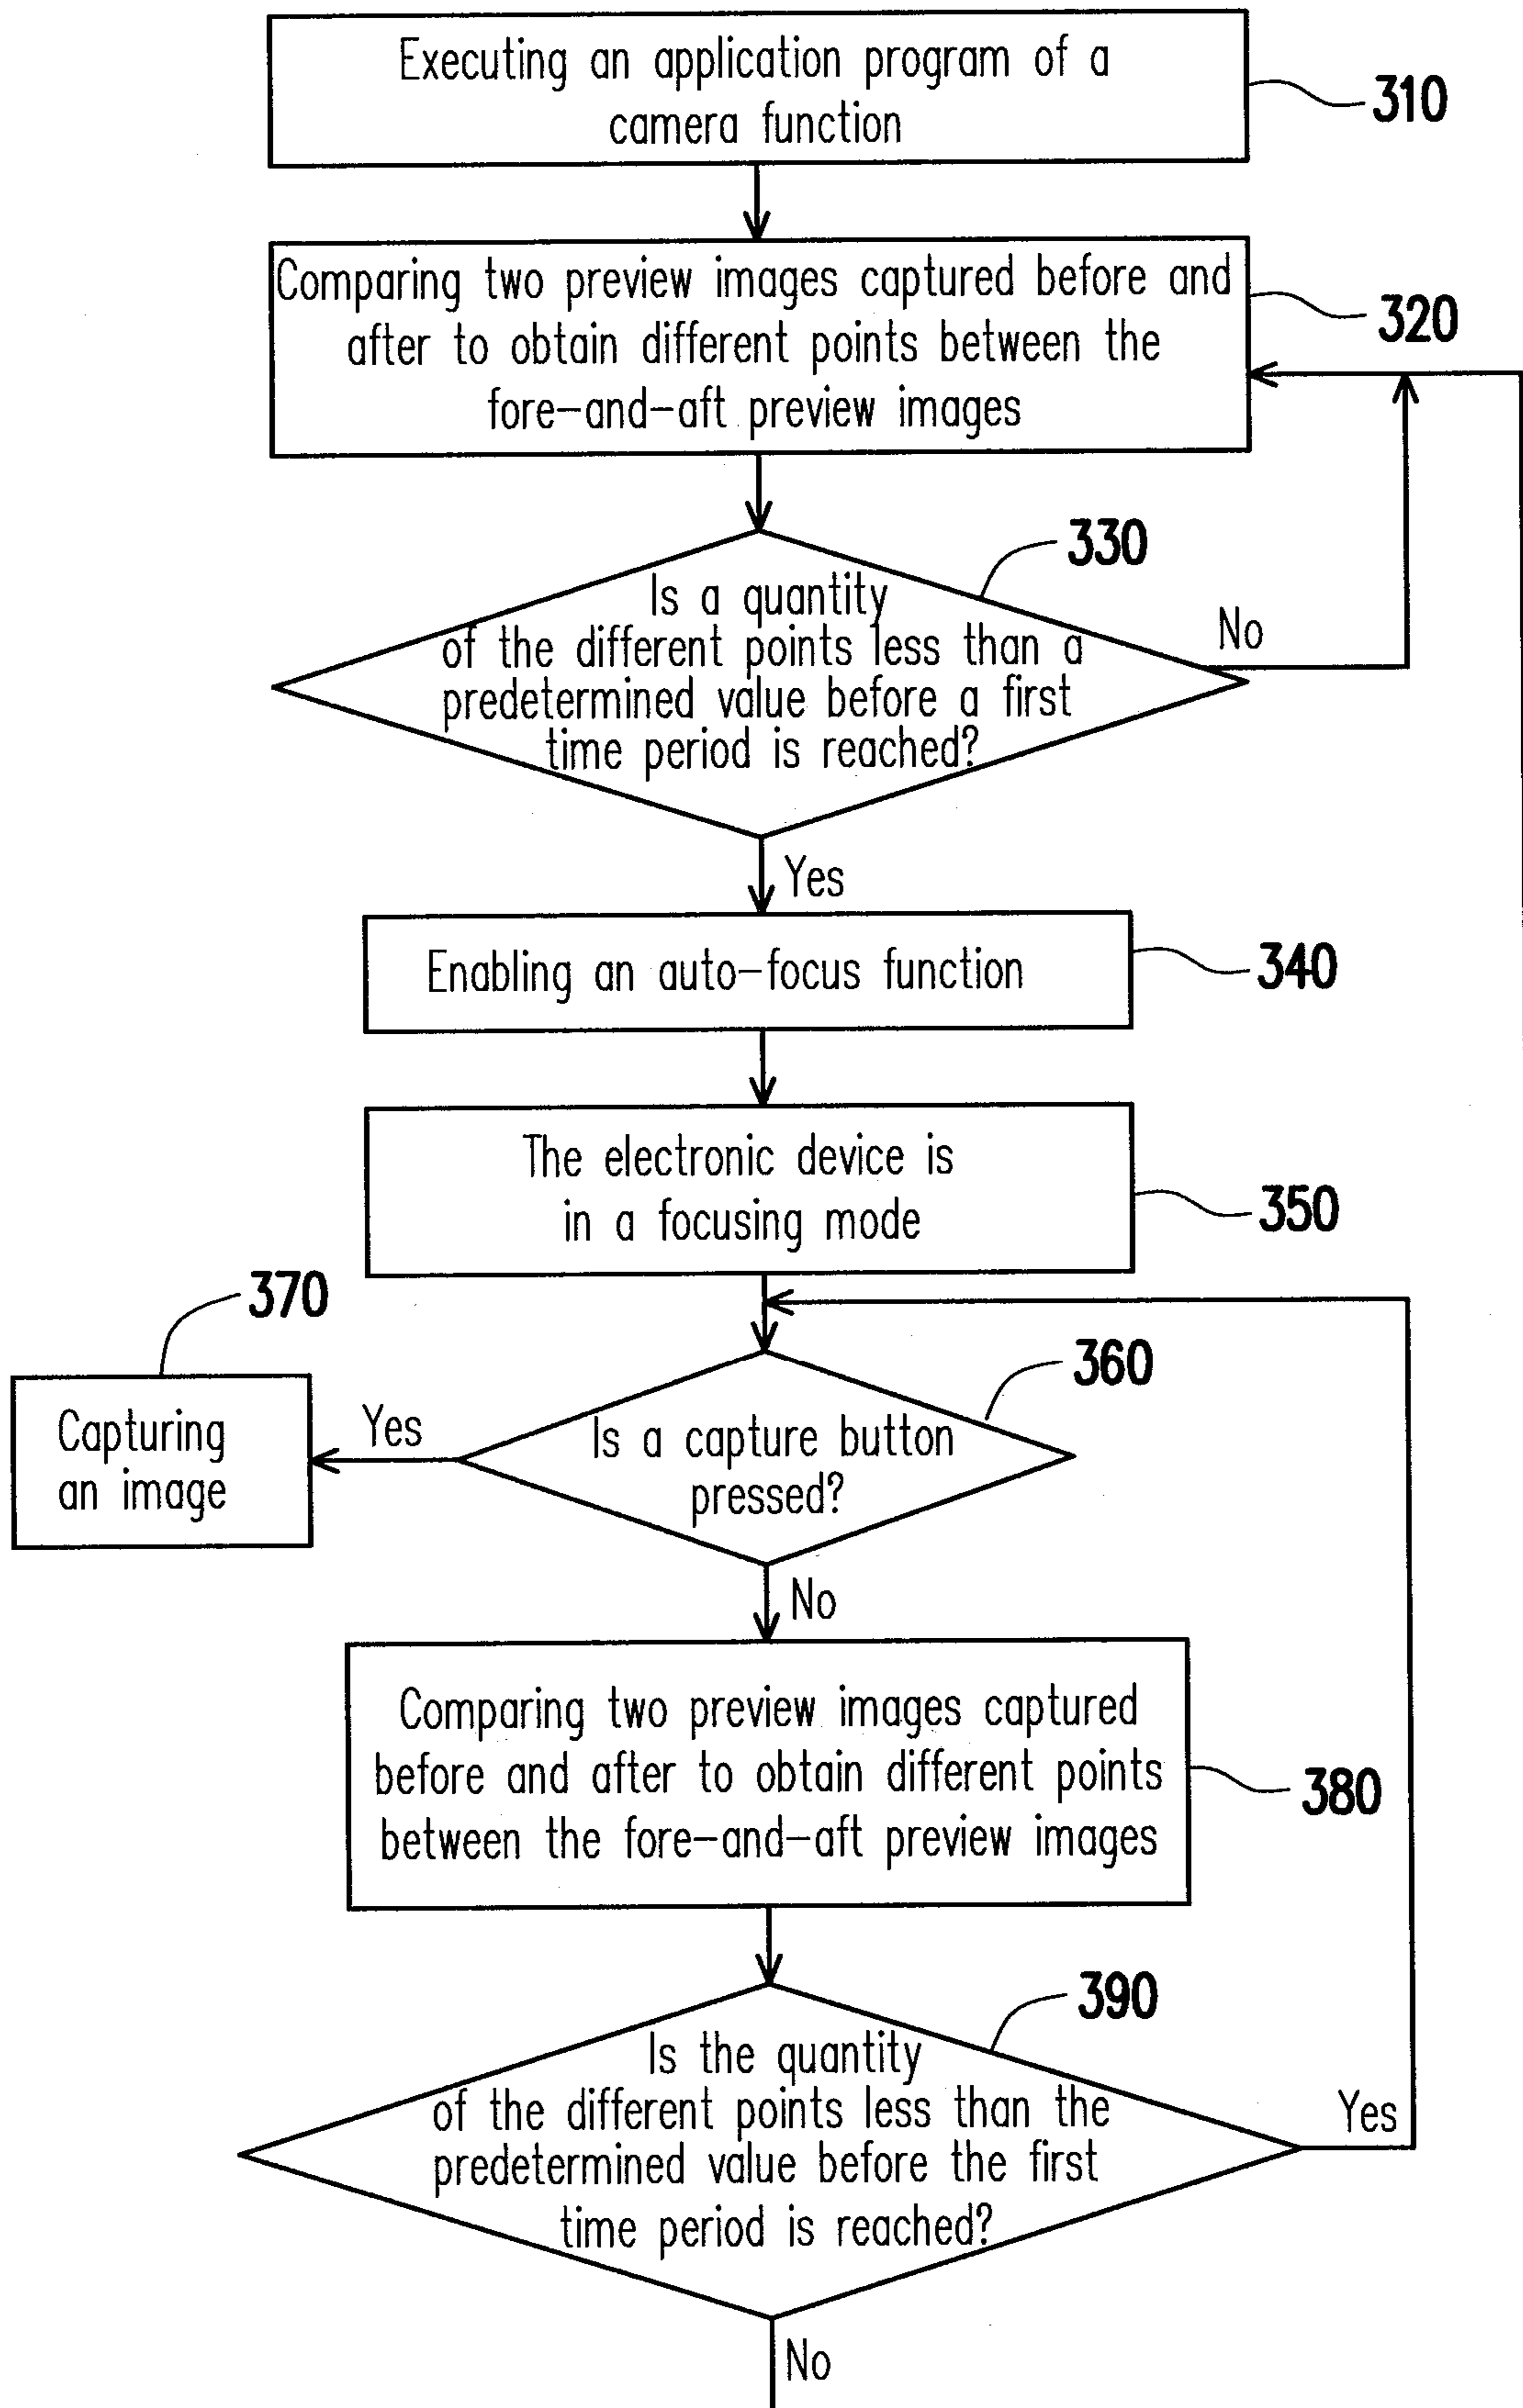 Executing an application program of a
camera function
310
Comparing two preview images captured before and
after to obtain different points between the
fore-and-aft preview images
320
330
Is a quantity
of the different points less than a
predetermined value before a first
time period is reached?
No
Yes
Enabling an auto-focus function
340
The electronic device is
in a focusing mode
350
370
360
Capturing
an image
Yes
Is a capture button
pressed?
No
Comparing two preview images captured
before and after to obtain different points
between the fore-and-aft preview images
380
390
Is the quantity
of the different points less than the
predetermined value before the first
time period is reached?
Yes
No